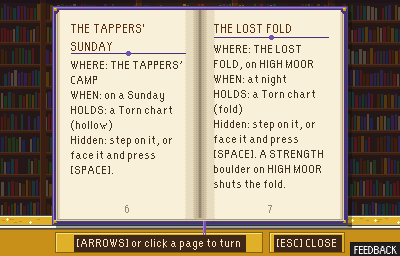 THE TAPPERS'
SUNDAY
WHERE: THE TAPPERS'
CAMP
WHEN: on a Sunday
HOLDS: a Torn chart
(hollow)
Hidden: step on it, or
face it and press
[SPACE].
6
THE LOST FOLD
WHERE: THE LOST
FOLD, on HIGH MOOR
WHEN: at night
HOLDS: a Torn chart
(fold)
Hidden: step on it, or
face it and press
[SPACE]. A STRENGTH
boulder on HIGH MOOR
shuts the fold.
7
[ARROWS] or click a page to turn
[ESC] CLOSE
FEEDBACK